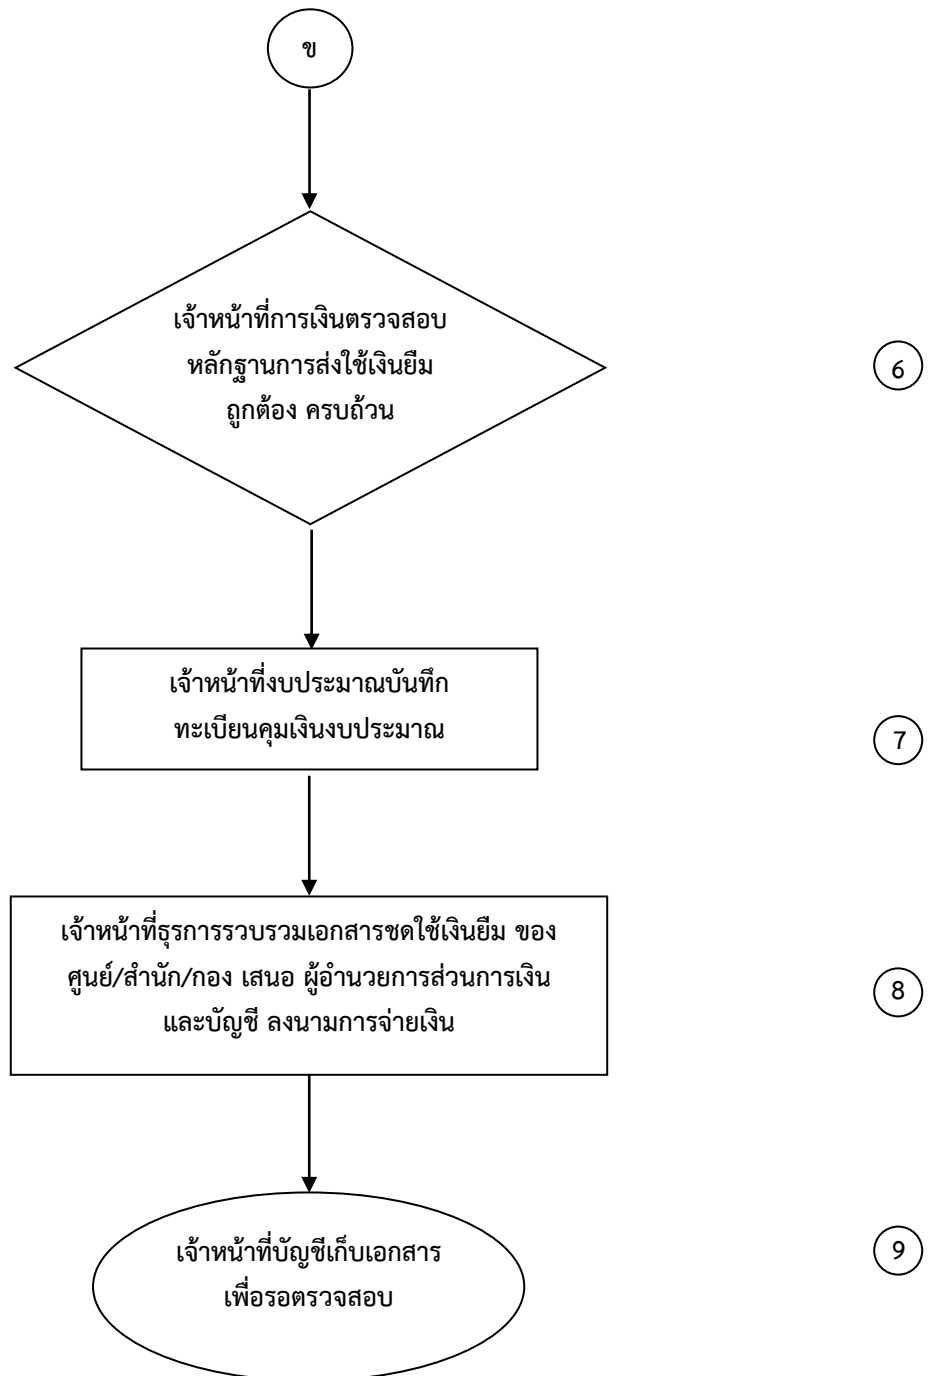 ข
เจ้าหน้าที่การเงินตรวจสอบ
หลักฐานการส่งใช้เงินยืม
ถูกต้อง ครบถ้วน
6
เจ้าหน้าที่งบประมาณบันทึก
ทะเบียนคุมเงินงบประมาณ
7
เจ้าหน้าที่ธุรการรวบรวมเอกสารชดใช้เงินยืม ของ
ศูนย์/สำนัก/กอง เสนอ ผู้อำนวยการส่วนการเงิน
และบัญชี ลงนามการจ่ายเงิน
8
เจ้าหน้าที่บัญชีเก็บเอกสาร
เพื่อรอตรวจสอบ
9